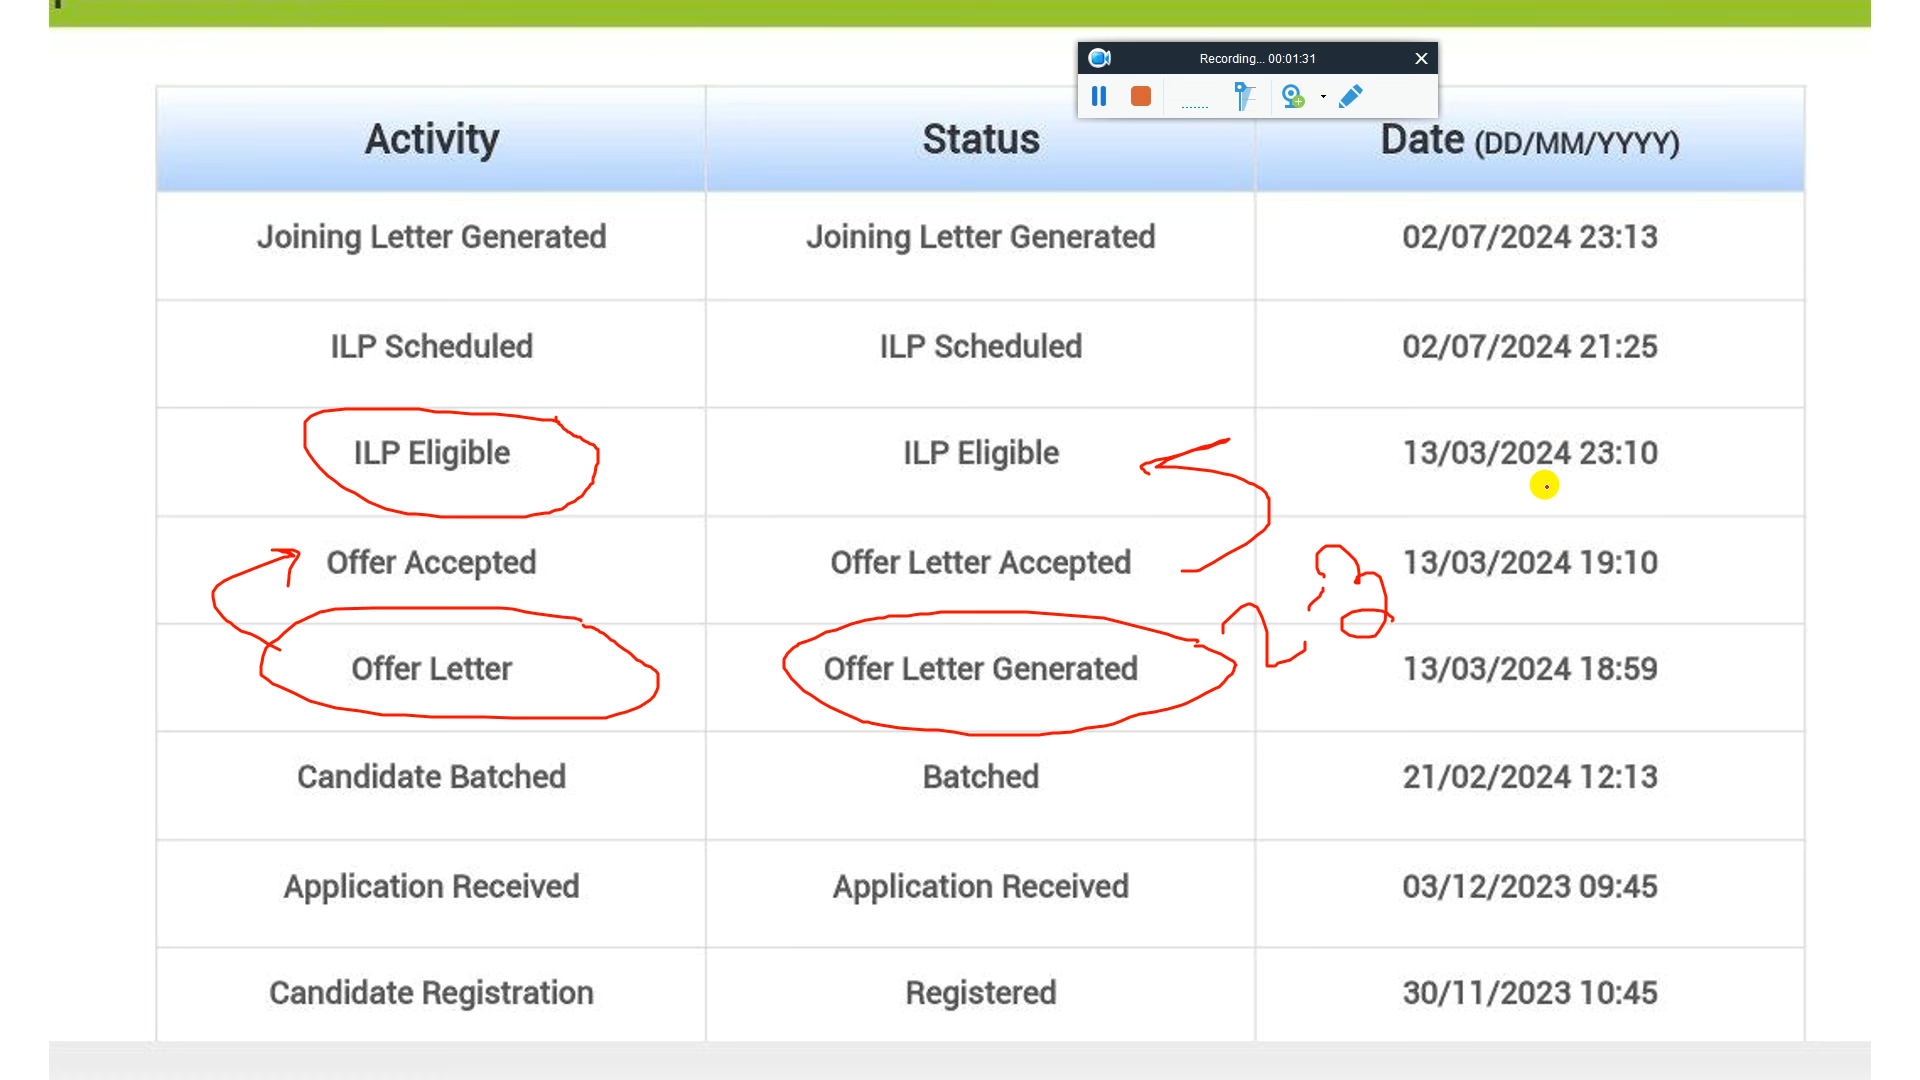 Recording... 00:01:31
Activity Status Date (DD/MM/YYYY)
Joining Letter Generated Joining Letter Generated 02/07/2024 23:13
ILP Scheduled ILP Scheduled 02/07/2024 21:25
ILP Eligible ILP Eligible 13/03/2024 23:10
Offer Accepted Offer Letter Accepted 13/03/2024 19:10
Offer Letter Offer Letter Generated 13/03/2024 18:59
Candidate Batched Batched 21/02/2024 12:13
Application Received Application Received 03/12/2023 09:45
Candidate Registration Registered 30/11/2023 10:45